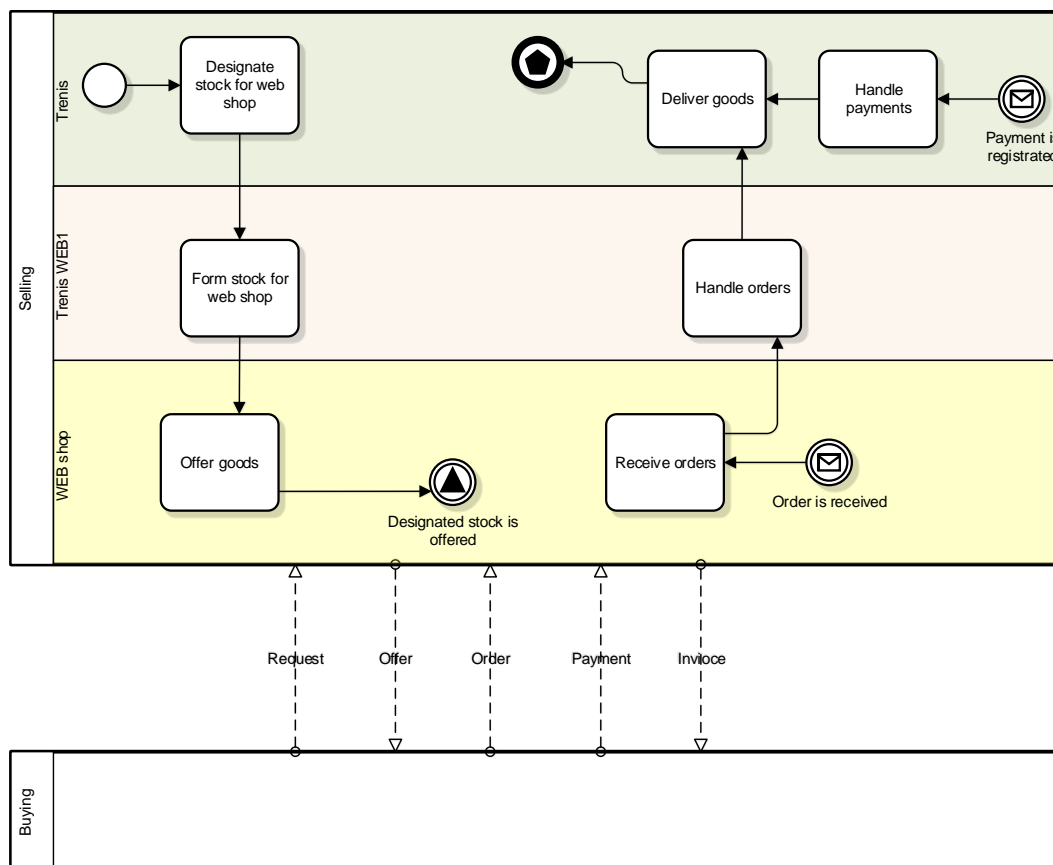 Selling
Trenis
Designate
stock for web
shop
Deliver goods
Handle
payments
Payment is
registrated
Trenis WEB1
Form stock for
web shop
Handle orders
WEB shop
Offer goods
Designated stock is
offered
Receive orders
Order is received
Request
Offer
Order
Payment
Invioce
Buying